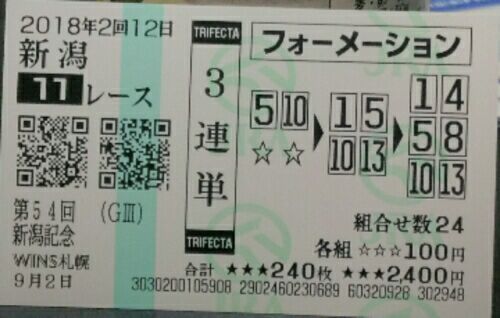 2018年2回12日
新潟
11レース
第54回 (GⅢ)
新潟記念
WINS札幌
9月2日
TRIFECTA
3連単
TRIFECTA
フォーメーション
5 10
☆ ☆
1 5
10 13
1 4
5 8
10 13
組合せ数24
各組 ☆☆☆100円
合計 ★★★240枚 ★★★2400円
3030200105908 2902460230689 60320928 302948